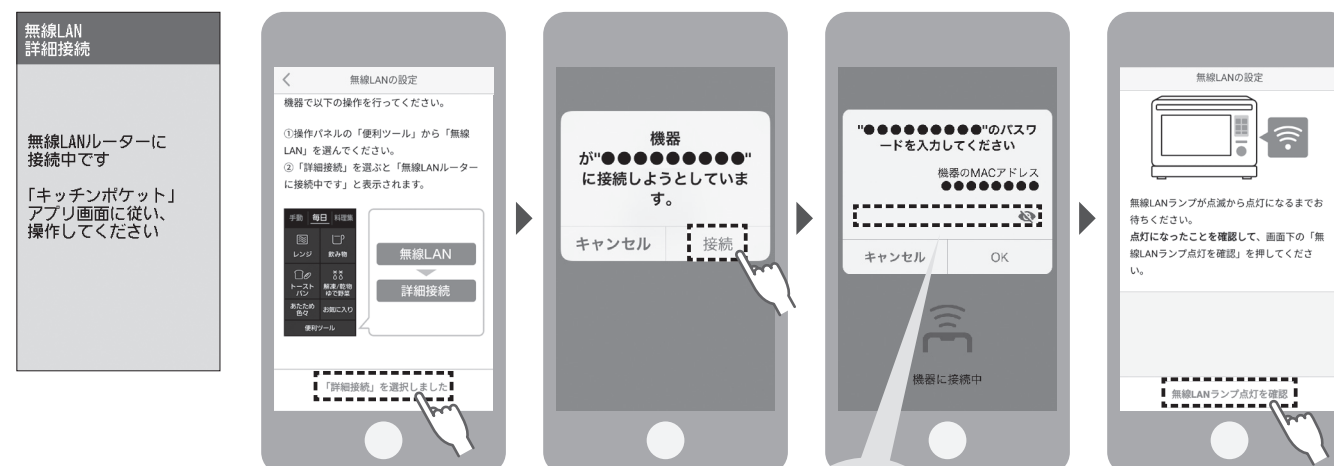 無線LAN
詳細接続
無線LANルーターに
接続中です
「キッチンポケット」
アプリ画面に従い、
操作してください
無線LANの設定
機器で以下の操作を行ってください。
①操作パネルの「便利ツール」から「無線
LAN」を選んでください。
②「詳細接続」を選ぶと「無線LANルーター
に接続中です」と表示されます。
手動 毎日 料理集
レンジ 飲み物
トースト
パン
解凍/乾物
ゆで野菜
あたため
色々
お気に入り
便利ツール
無線LAN
詳細接続
「詳細接続」を選択しました
機器
が"●●●●●●●●●"
に接続しようとしていま
す。
キャンセル 接続
"●●●●●●●●●"のパスワ
ードを入力してください
機器のMACアドレス
●●●●●●●●
キャンセル OK
機器に接続中
無線LANの設定
無線LANランプが点滅から点灯になるまでお
待ちください。
点灯になったことを確認して、画面下の「無
線LANランプ点灯を確認」を押してくださ
い。
無線LANランプ点灯を確認